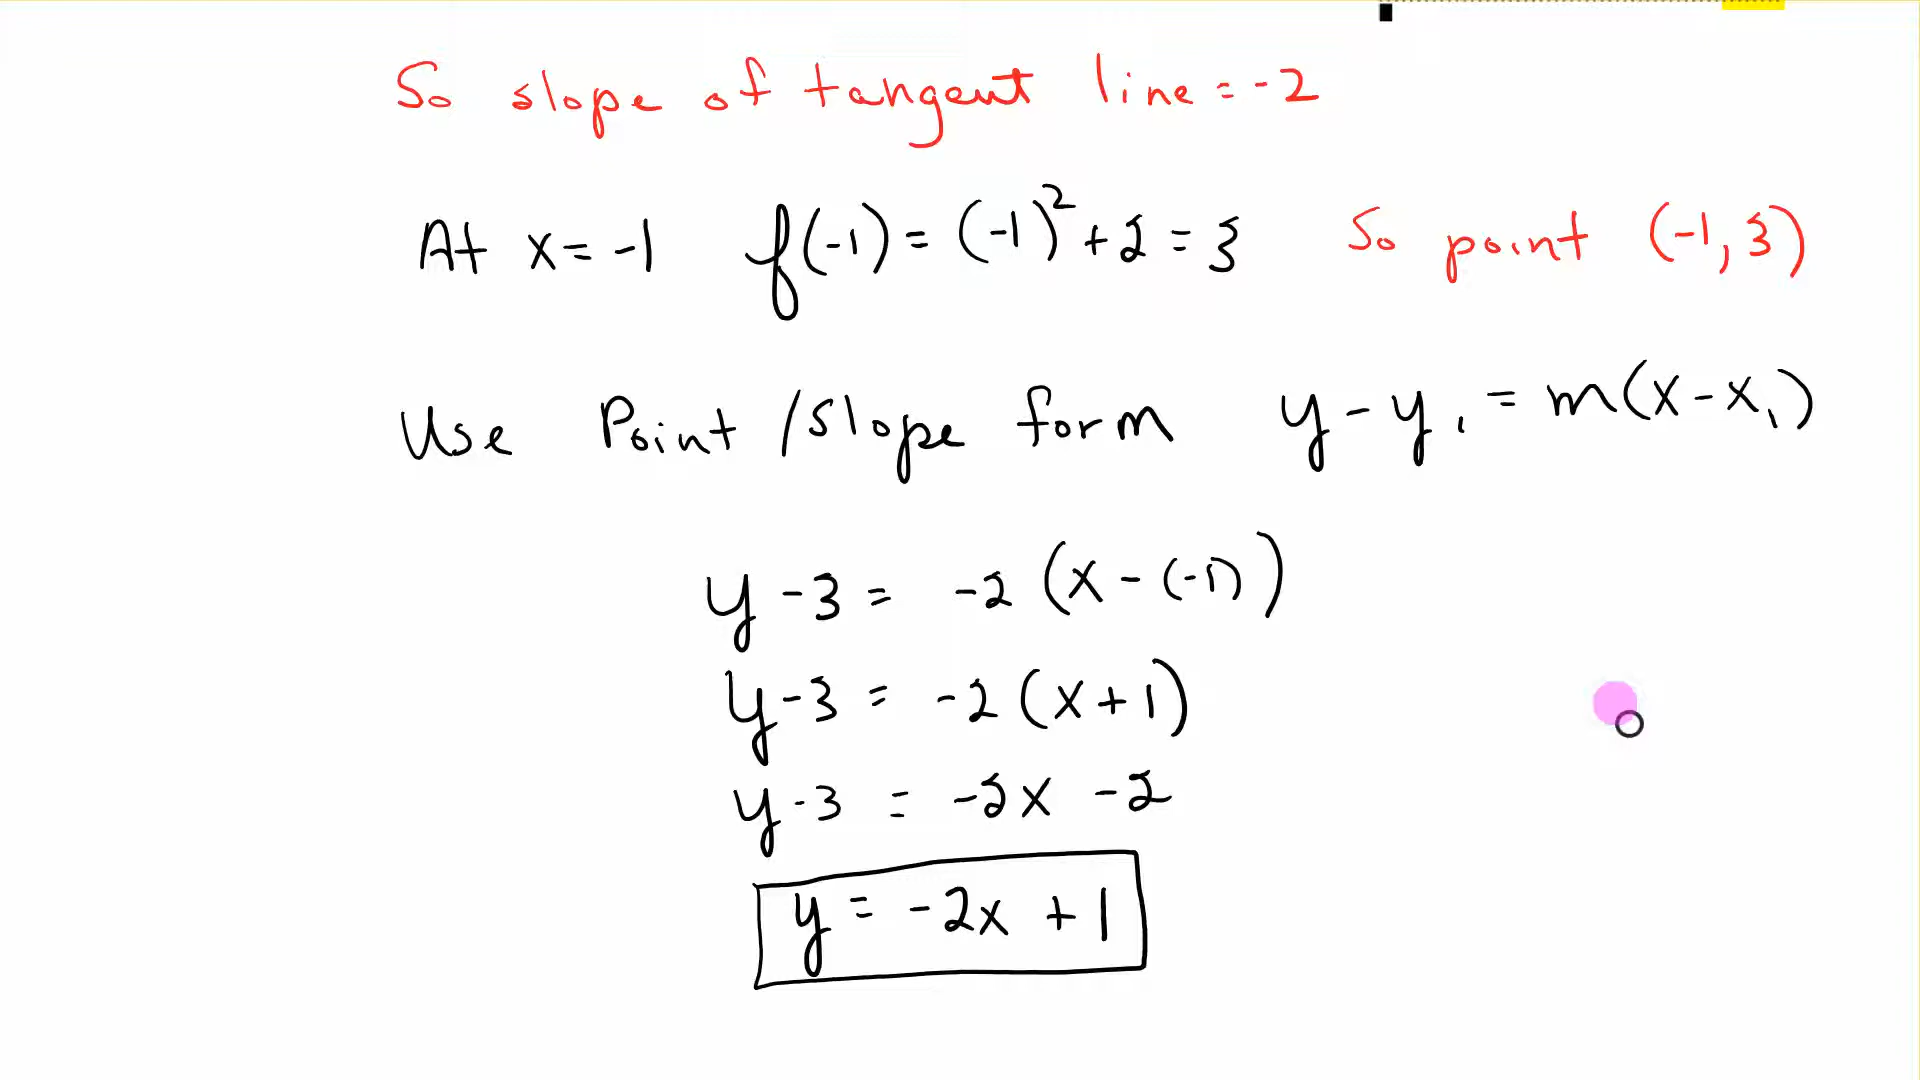 So slope of tangent line = -2
At x = -1 f(-1) = (-1)² + 2 = 3 So point (-1, 3)
Use Point / Slope form y - y₁ = m(x - x₁)
y - 3 = -2 (x - (-1))
y - 3 = -2 (x + 1)
y - 3 = -2x - 2
y = -2x + 1